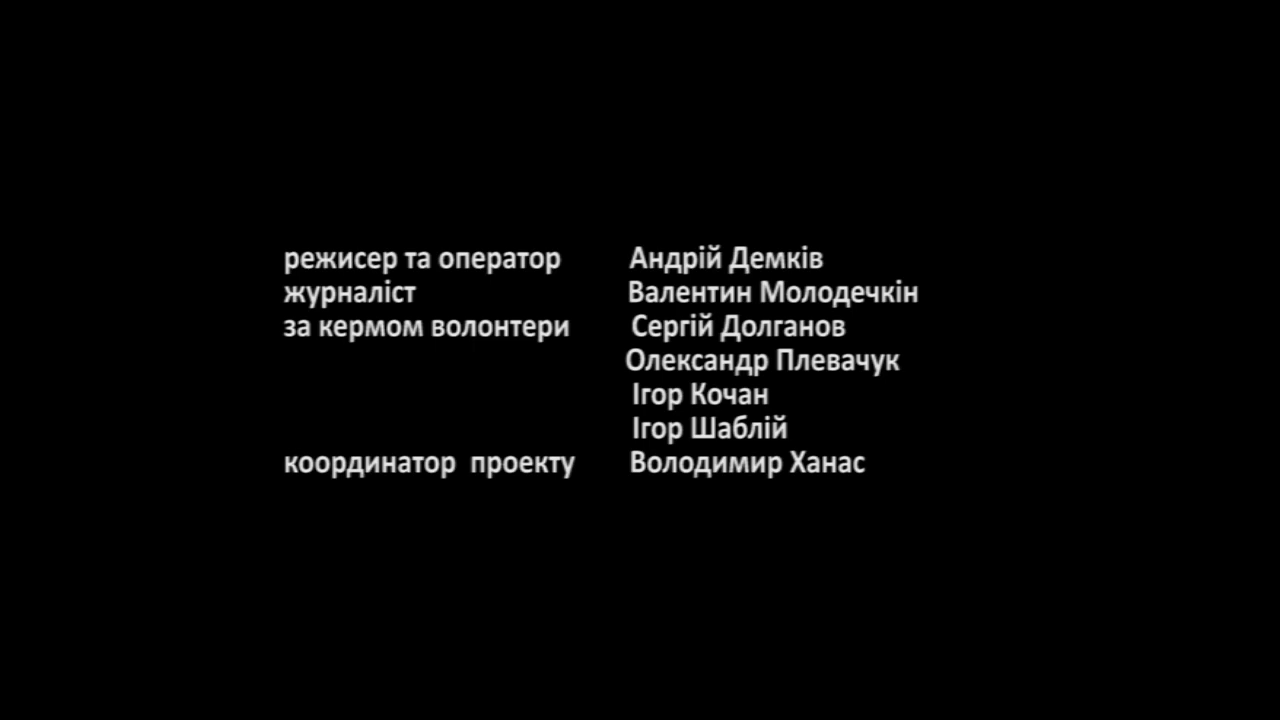 режисер та оператор Андрій Демків
журналіст Валентин Молодечкін
за кермом волонтери Сергій Долганов
Олександр Плевачук
Ігор Кочан
Ігор Шаблій
координатор проекту Володимир Ханас